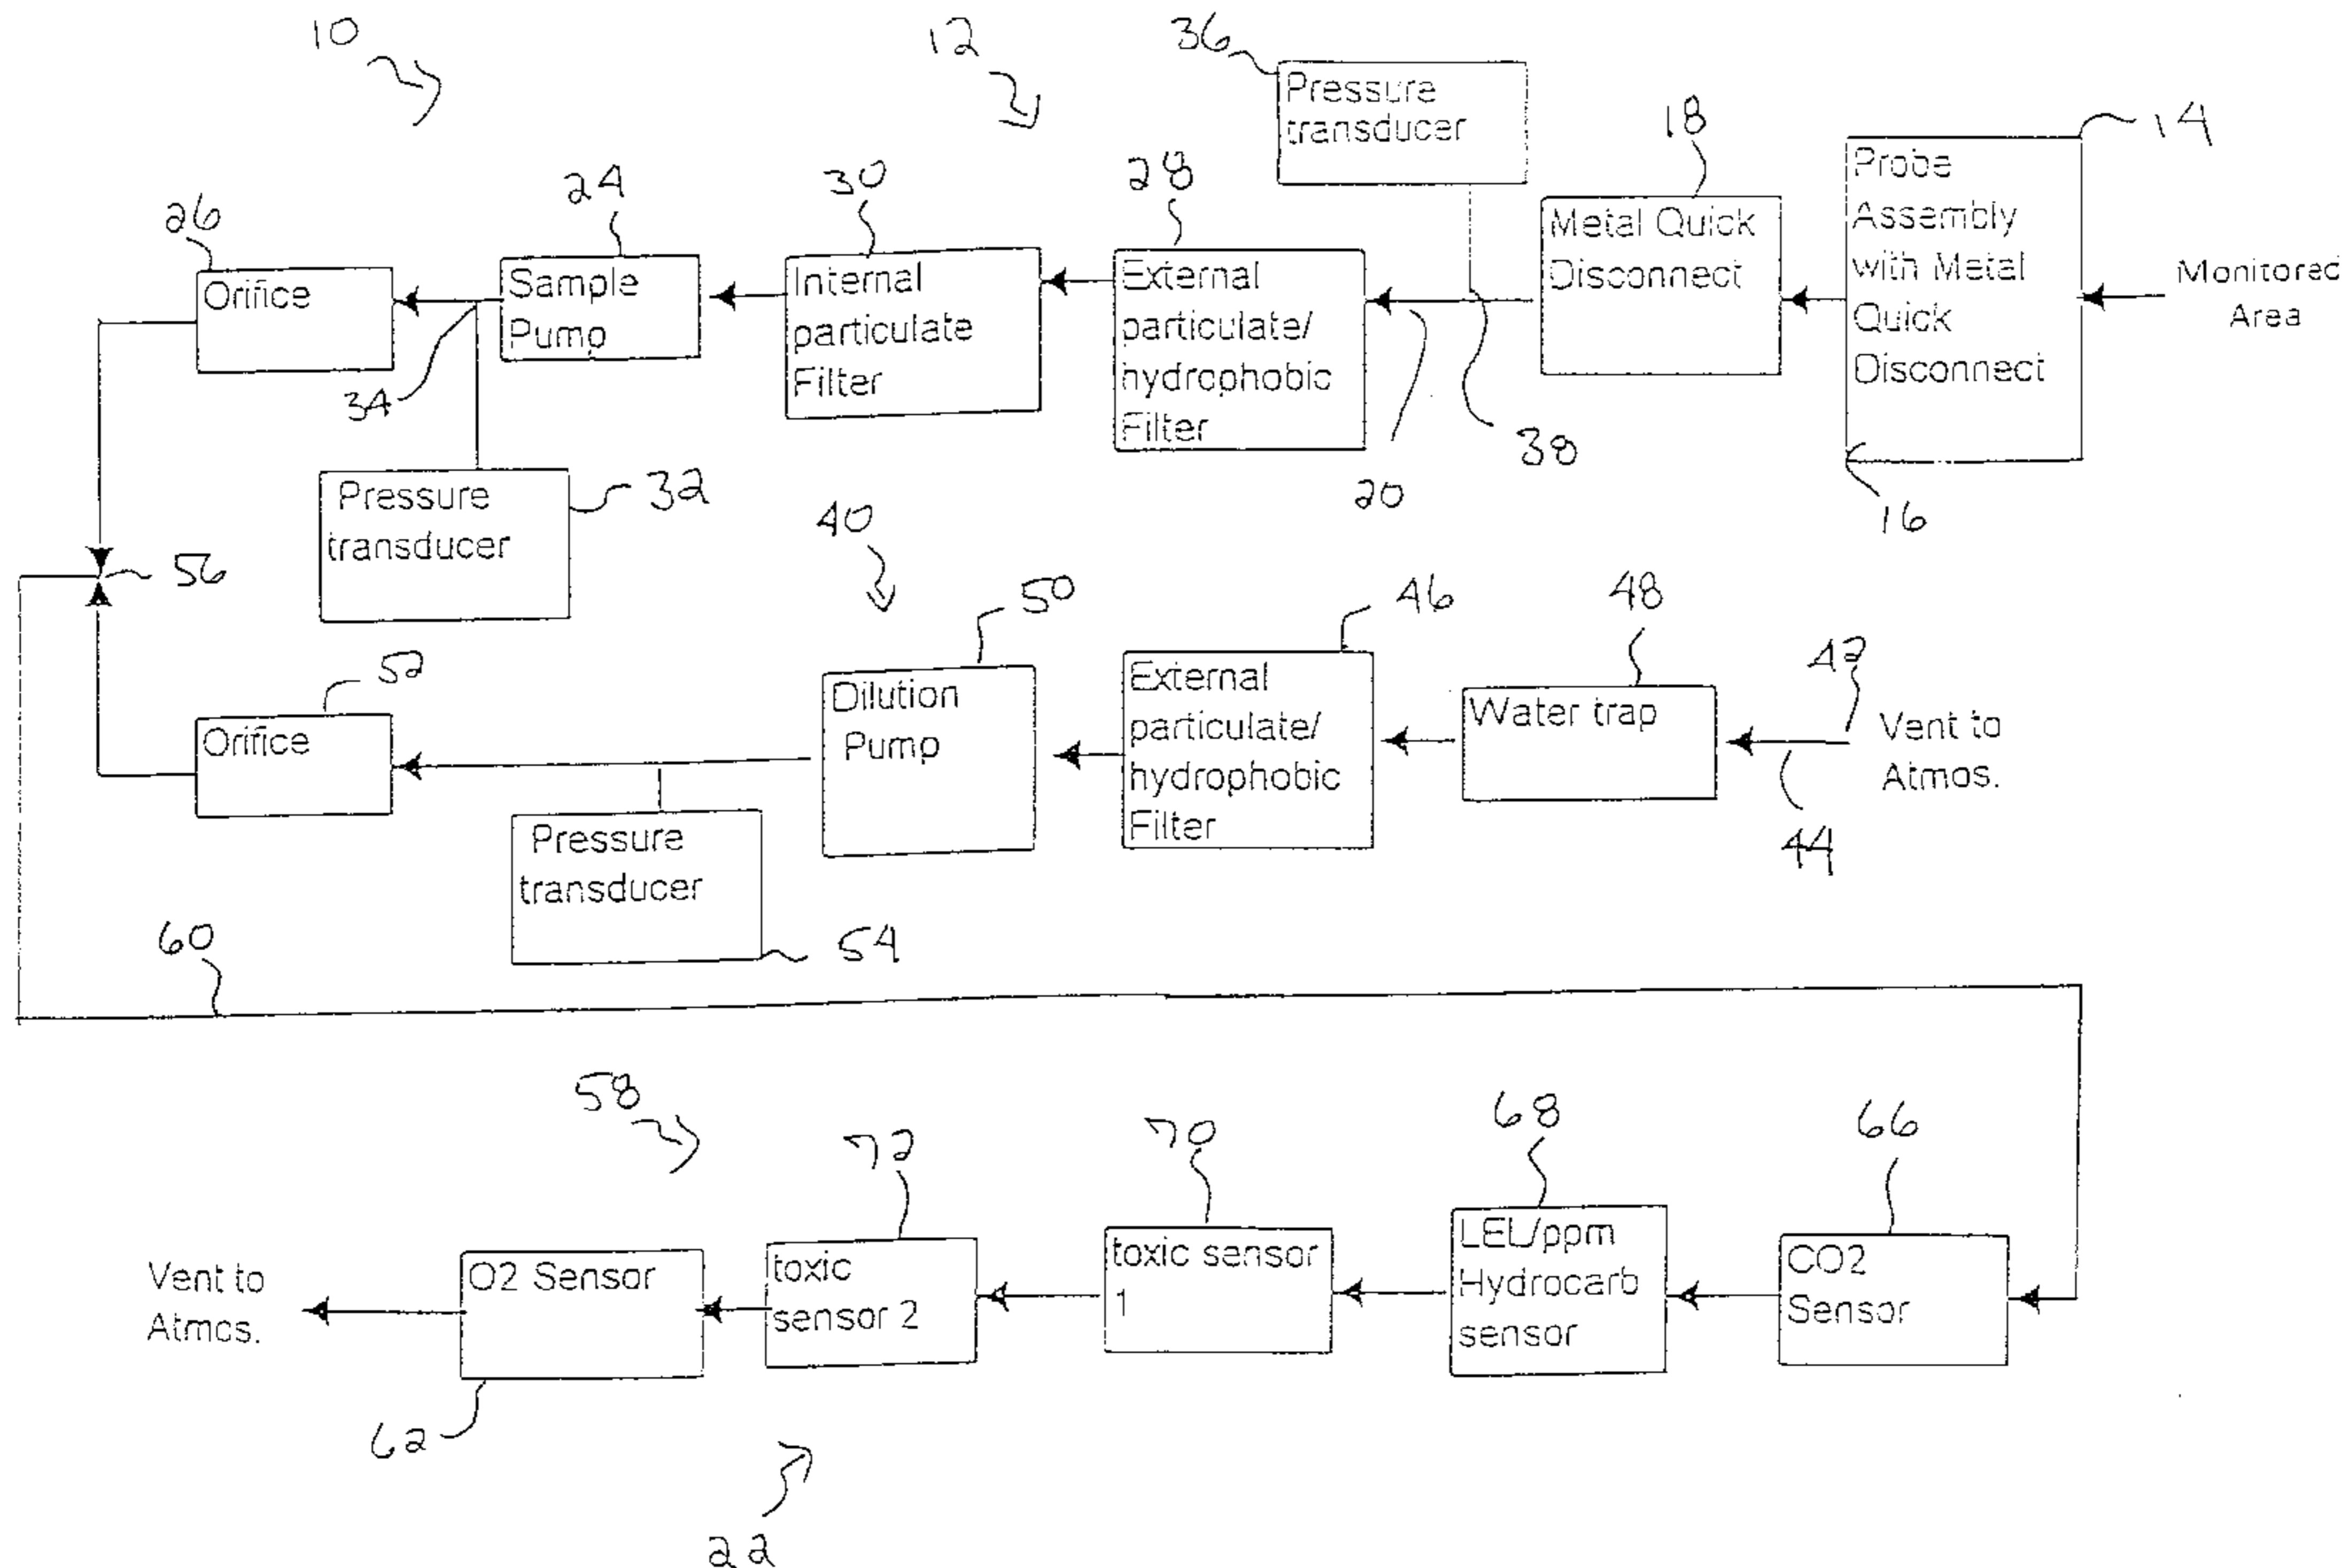 10
12
36
Pressure
transducer
18
14
26
24
30
28
Orifice
Sample
Pump
Internal
particulate
Filter
External
particulate/
hydrophobic
Filter
Metal Quick
Disconnect
Probe
Assembly
with Metal
Quick
Disconnect
Monitored
Area
34
38
20
16
Pressure
transducer
32
40
56
50
46
48
42
52
Orifice
Dilution
Pump
External
particulate/
hydrophobic
Filter
Water trap
Vent to
Atmos.
44
Pressure
transducer
54
60
58
72
70
68
66
Vent to
Atmos.
O2 Sensor
toxic
sensor 2
toxic sensor
1
LEL/ppm
Hydrocarb
sensor
CO2
Sensor
62
22